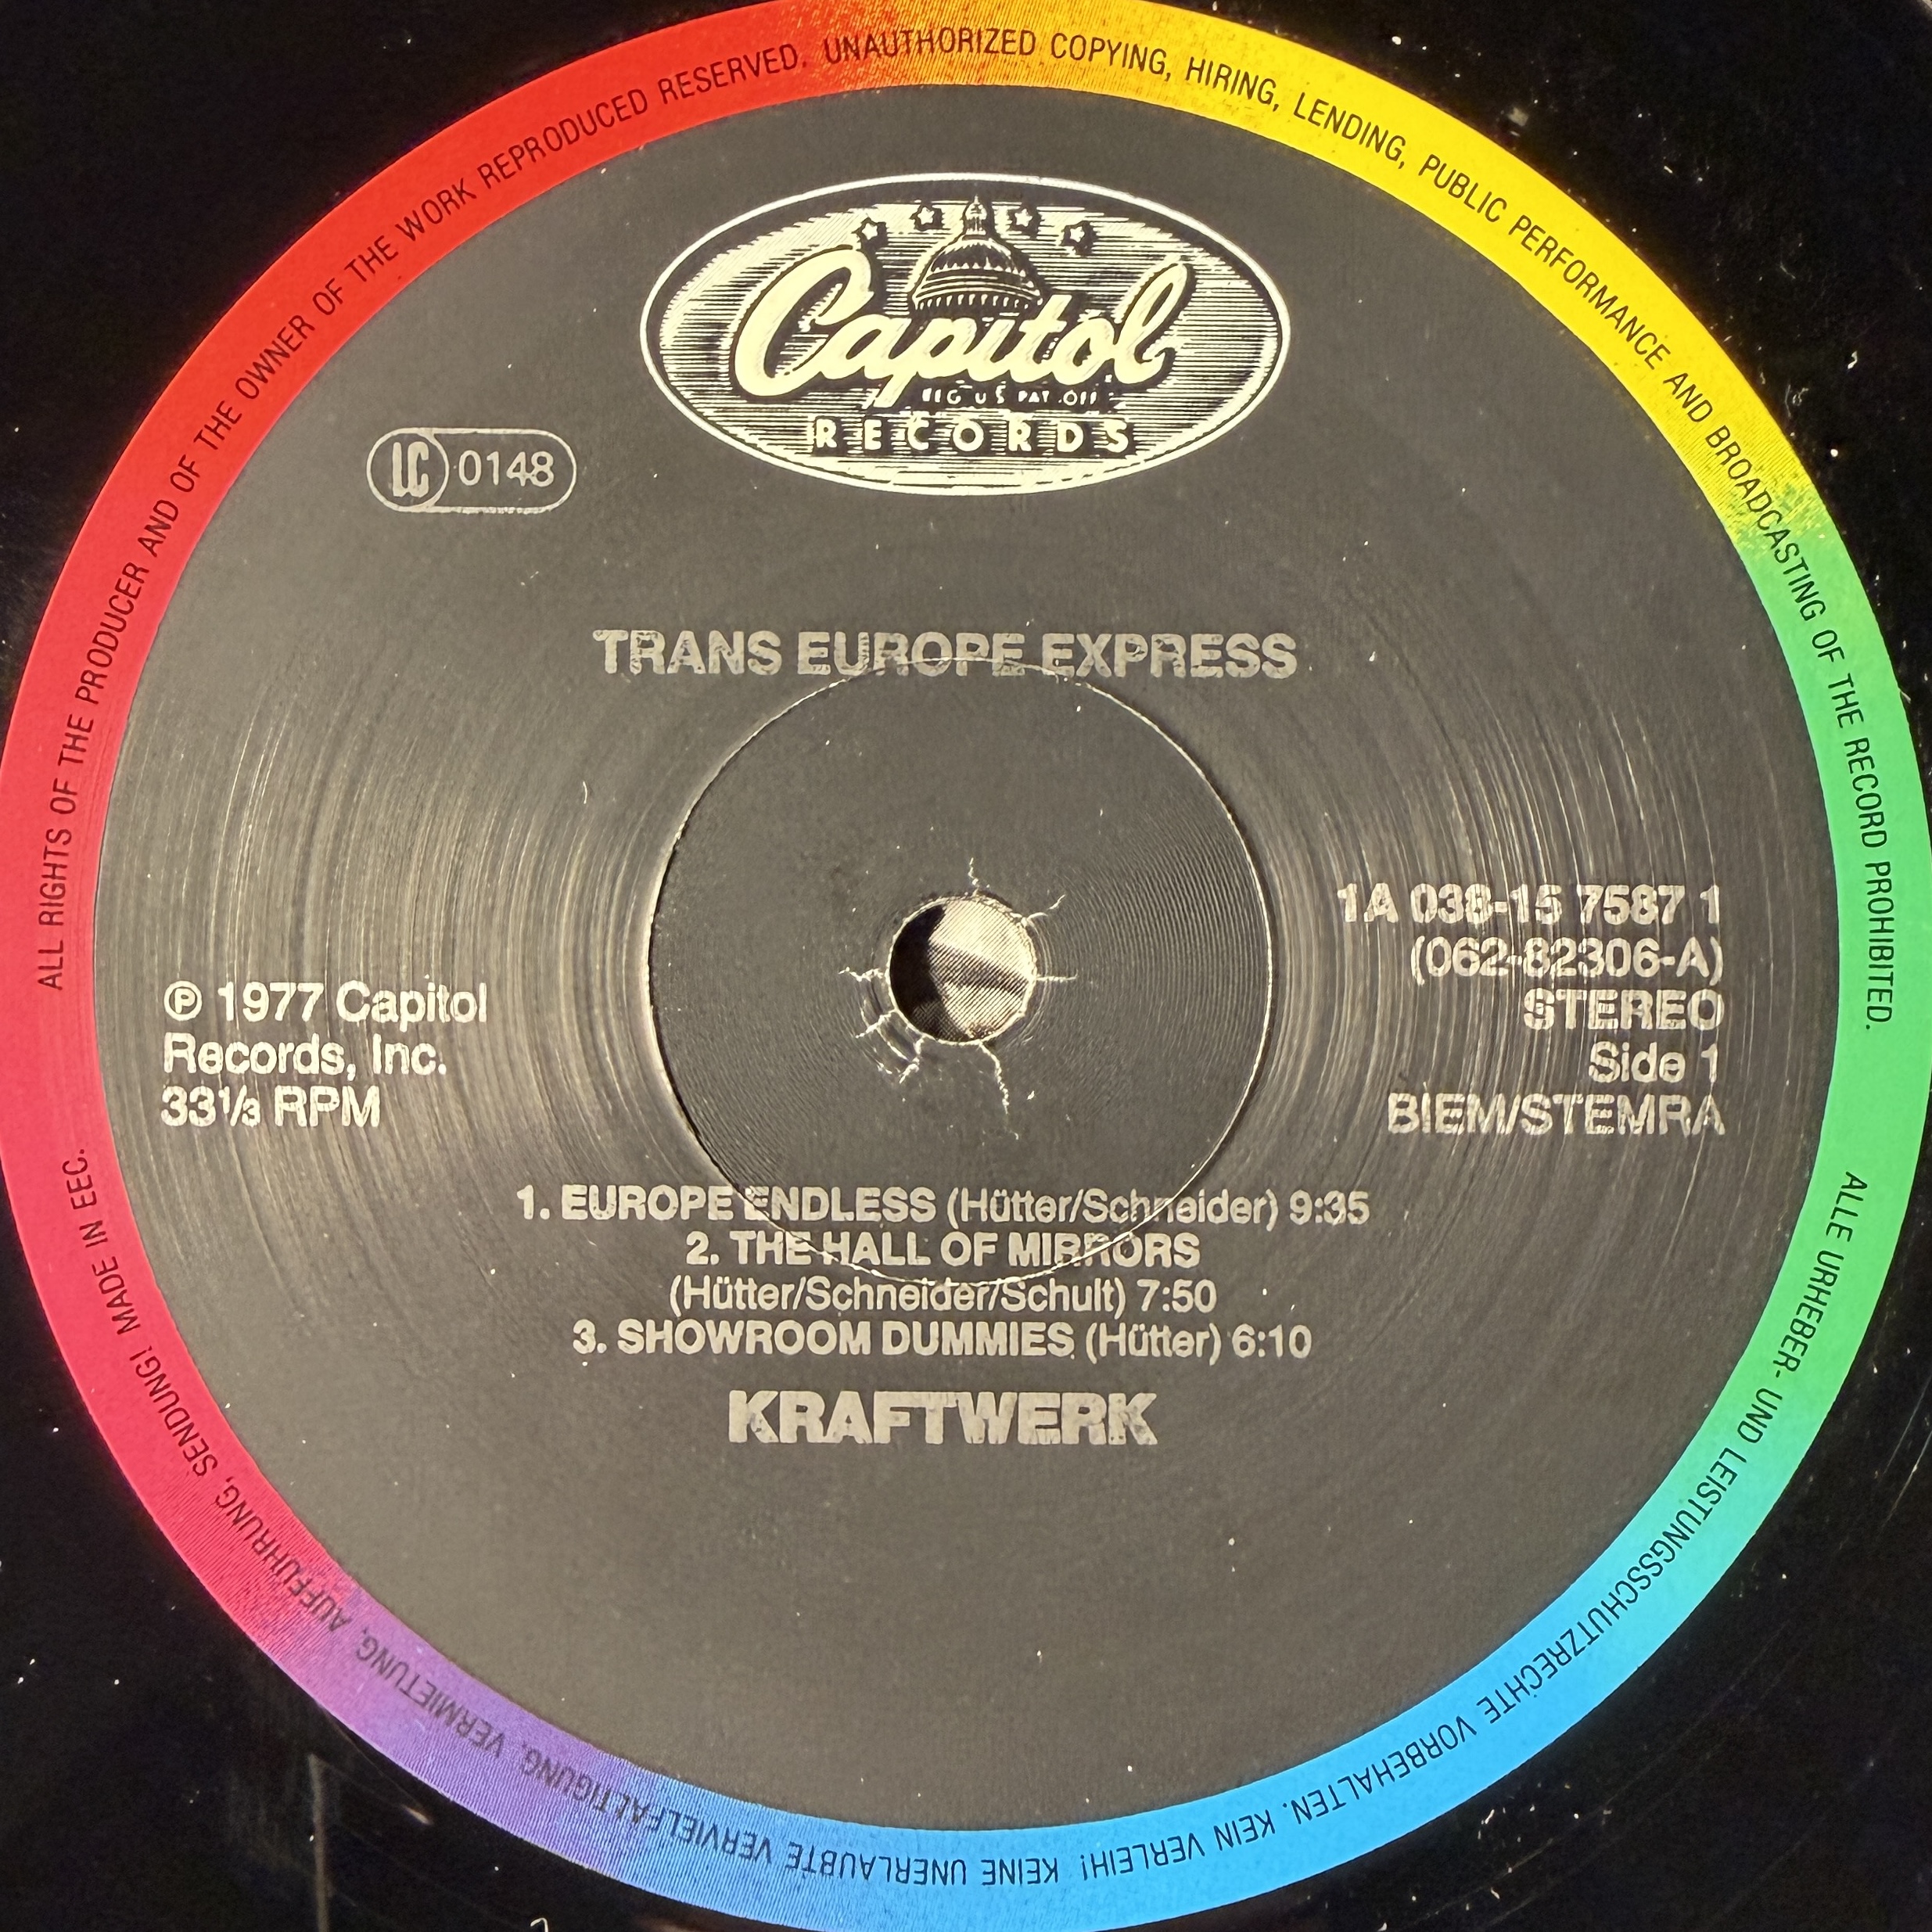 ALL RIGHTS OF THE PRODUCER AND OF THE OWNER OF THE WORK REPRODUCED RESERVED. UNAUTHORIZED COPYING, HIRING, LENDING, PUBLIC PERFORMANCE AND BROADCASTING OF THE RECORD PROHIBITED.
Capitol
REG US PAT OFF
RECORDS
LC 0148
TRANS EUROPE EXPRESS
℗ 1977 Capitol
Records, Inc.
33⅓ RPM
1A 038-15 7587 1
(062-82306-A)
STEREO
Side 1
BIEM/STEMRA
1. EUROPE ENDLESS (Hütter/Schneider) 9:35
2. THE HALL OF MIRRORS
(Hütter/Schneider/Schult) 7:50
3. SHOWROOM DUMMIES (Hütter) 6:10
KRAFTWERK
ALLE URHEBER- UND LEISTUNGSSCHUTZRECHTE VORBEHALTEN. KEIN VERLEIH! KEINE UNERLAUBTE VERVIELFÄLTIGUNG, VERMIETUNG, AUFFÜHRUNG, SENDUNG! MADE IN EEC.